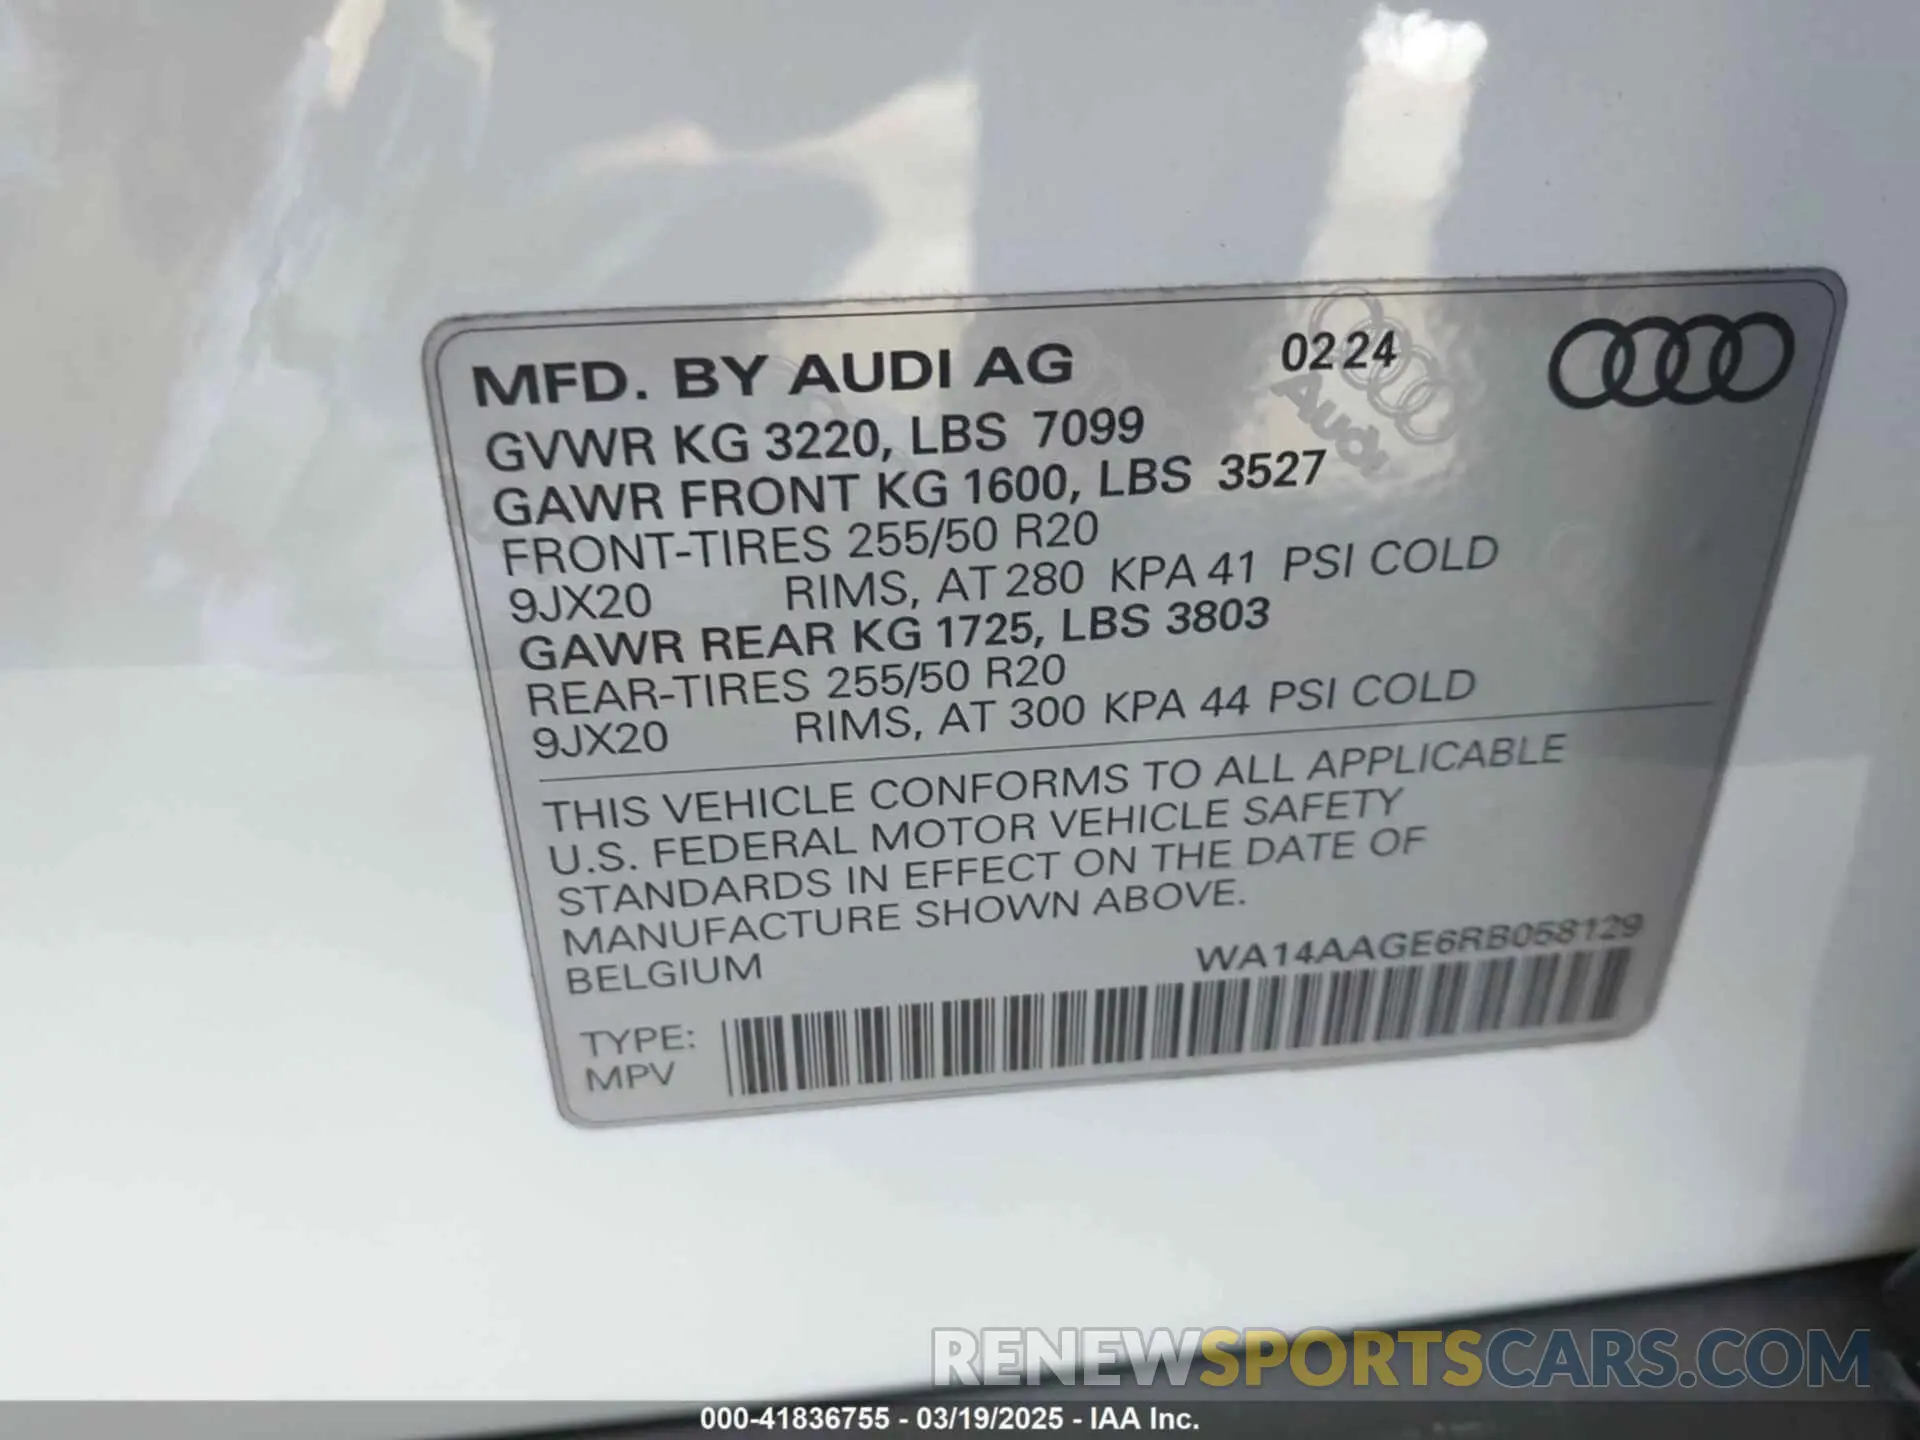 MFD. BY AUDI AG 02 24
GVWR KG 3220, LBS 7099
GAWR FRONT KG 1600, LBS 3527
FRONT-TIRES 255/50 R20
9JX20 RIMS, AT 280 KPA 41 PSI COLD
GAWR REAR KG 1725, LBS 3803
REAR-TIRES 255/50 R20
9JX20 RIMS, AT 300 KPA 44 PSI COLD
THIS VEHICLE CONFORMS TO ALL APPLICABLE
U.S. FEDERAL MOTOR VEHICLE SAFETY
STANDARDS IN EFFECT ON THE DATE OF
MANUFACTURE SHOWN ABOVE.
BELGIUM WA14AAGE6RB058129
TYPE:
MPV
Audi
RENEWSPORTSCARS.COM
000-41836755 - 03/19/2025 - IAA Inc.